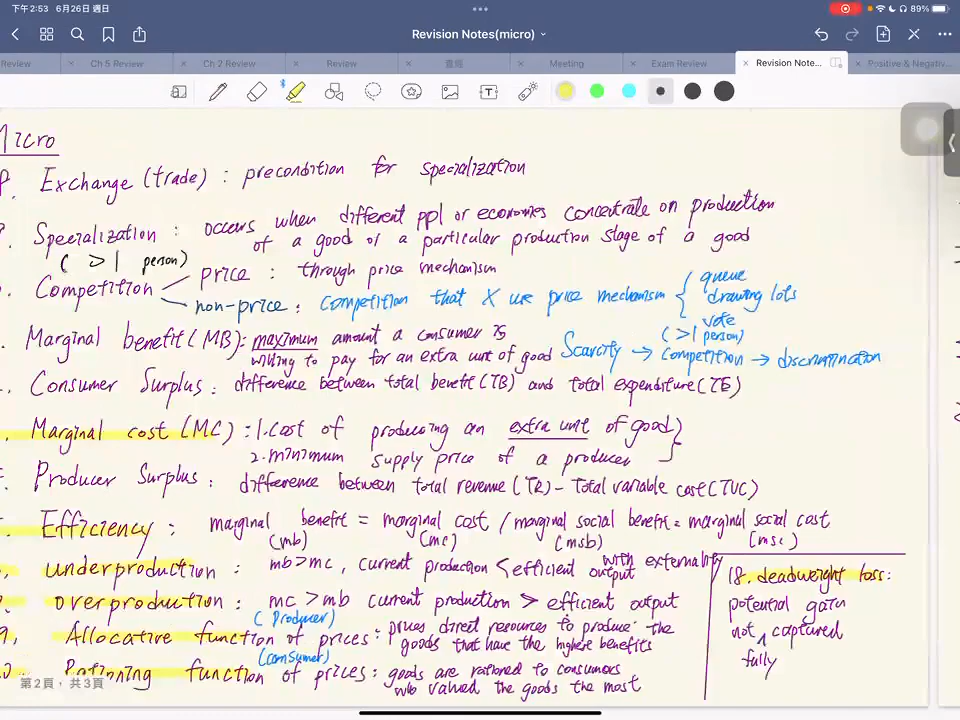 下午2:53 6月26日 週日
89%
Revision Notes(micro)
Review
Ch 5 Review
Ch 2 Review
Review
Meeting
Exam Review
Revision Note...
Positive & Negativ...
Micro
Exchange (trade) : precondition for specialization
Specialization : occurs when different ppl or economies concentrate on production
of a good or a particular production stage of a good
( >1 person)
Competition
price : through price mechanism
non-price : competition that X use price mechanism { queue
drawing lots
vote
Marginal benefit (MB): maximum amount a consumer is
willing to pay for an extra unit of good
(>1 person)
Scarcity → competition → discrimination
Consumer Surplus : difference between total benefit (TB) and total expenditure (TE)
Marginal cost (MC) : 1. Cost of producing an extra unit of good
2. minimum supply price of a producer
Producer Surplus : difference between total revenue (TR) - Total variable cost (TVC)
Efficiency : marginal benefit = marginal cost / marginal social benefit = marginal social cost
(mb) (mc) (msb) (msc)
with externality
underproduction : mb>mc, current production < efficient output
overproduction : mc >mb current production > efficient output
(Producer)
Allocative function of prices : prices direct resources to produce the
goods that have the highest benefits
(consumer)
Rationing function of prices : goods are rationed to consumers
who valued the goods the most
18. deadweight loss:
potential gain
not captured
fully
第2頁，共3頁